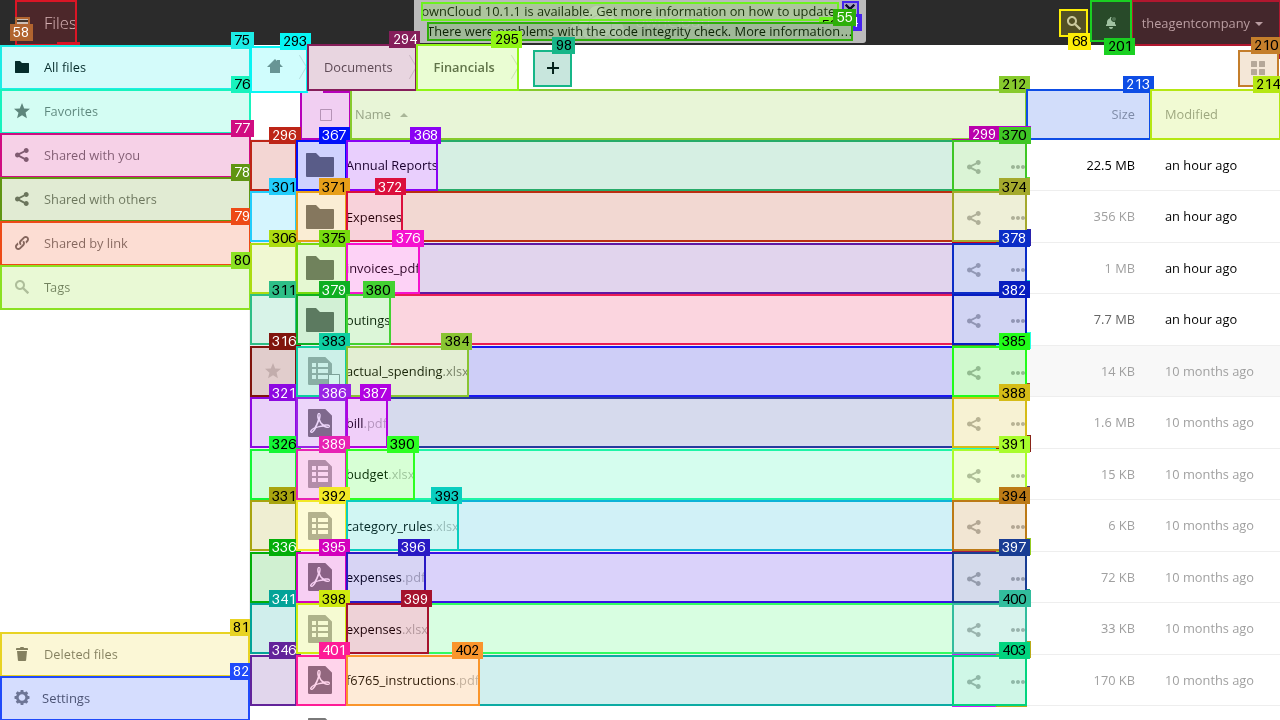 Files
ownCloud 10.1.1 is available. Get more information on how to update
There were problems with the code integrity check. More information...
theagentcompany
58
55
68
201
75
293
294
295
98
210
All files
Documents
Financials
+
76
212
213
214
Favorites
Name
Size
Modified
77
296
367
368
299
370
Shared with you
Annual Reports
22.5 MB
an hour ago
78
301
371
372
374
Shared with others
Expenses
356 KB
an hour ago
79
306
375
376
378
Shared by link
invoices_pdf
1 MB
an hour ago
80
311
379
380
382
Tags
outings
7.7 MB
an hour ago
316
383
384
385
actual_spending.xlsx
14 KB
10 months ago
321
386
387
388
bill.pdf
1.6 MB
10 months ago
326
389
390
391
budget.xlsx
15 KB
10 months ago
331
392
393
394
category_rules.xlsx
6 KB
10 months ago
336
395
396
397
expenses.pdf
72 KB
10 months ago
341
398
399
400
expenses.xlsx
33 KB
10 months ago
81
346
401
402
403
Deleted files
f6765_instructions.pdf
170 KB
10 months ago
82
Settings